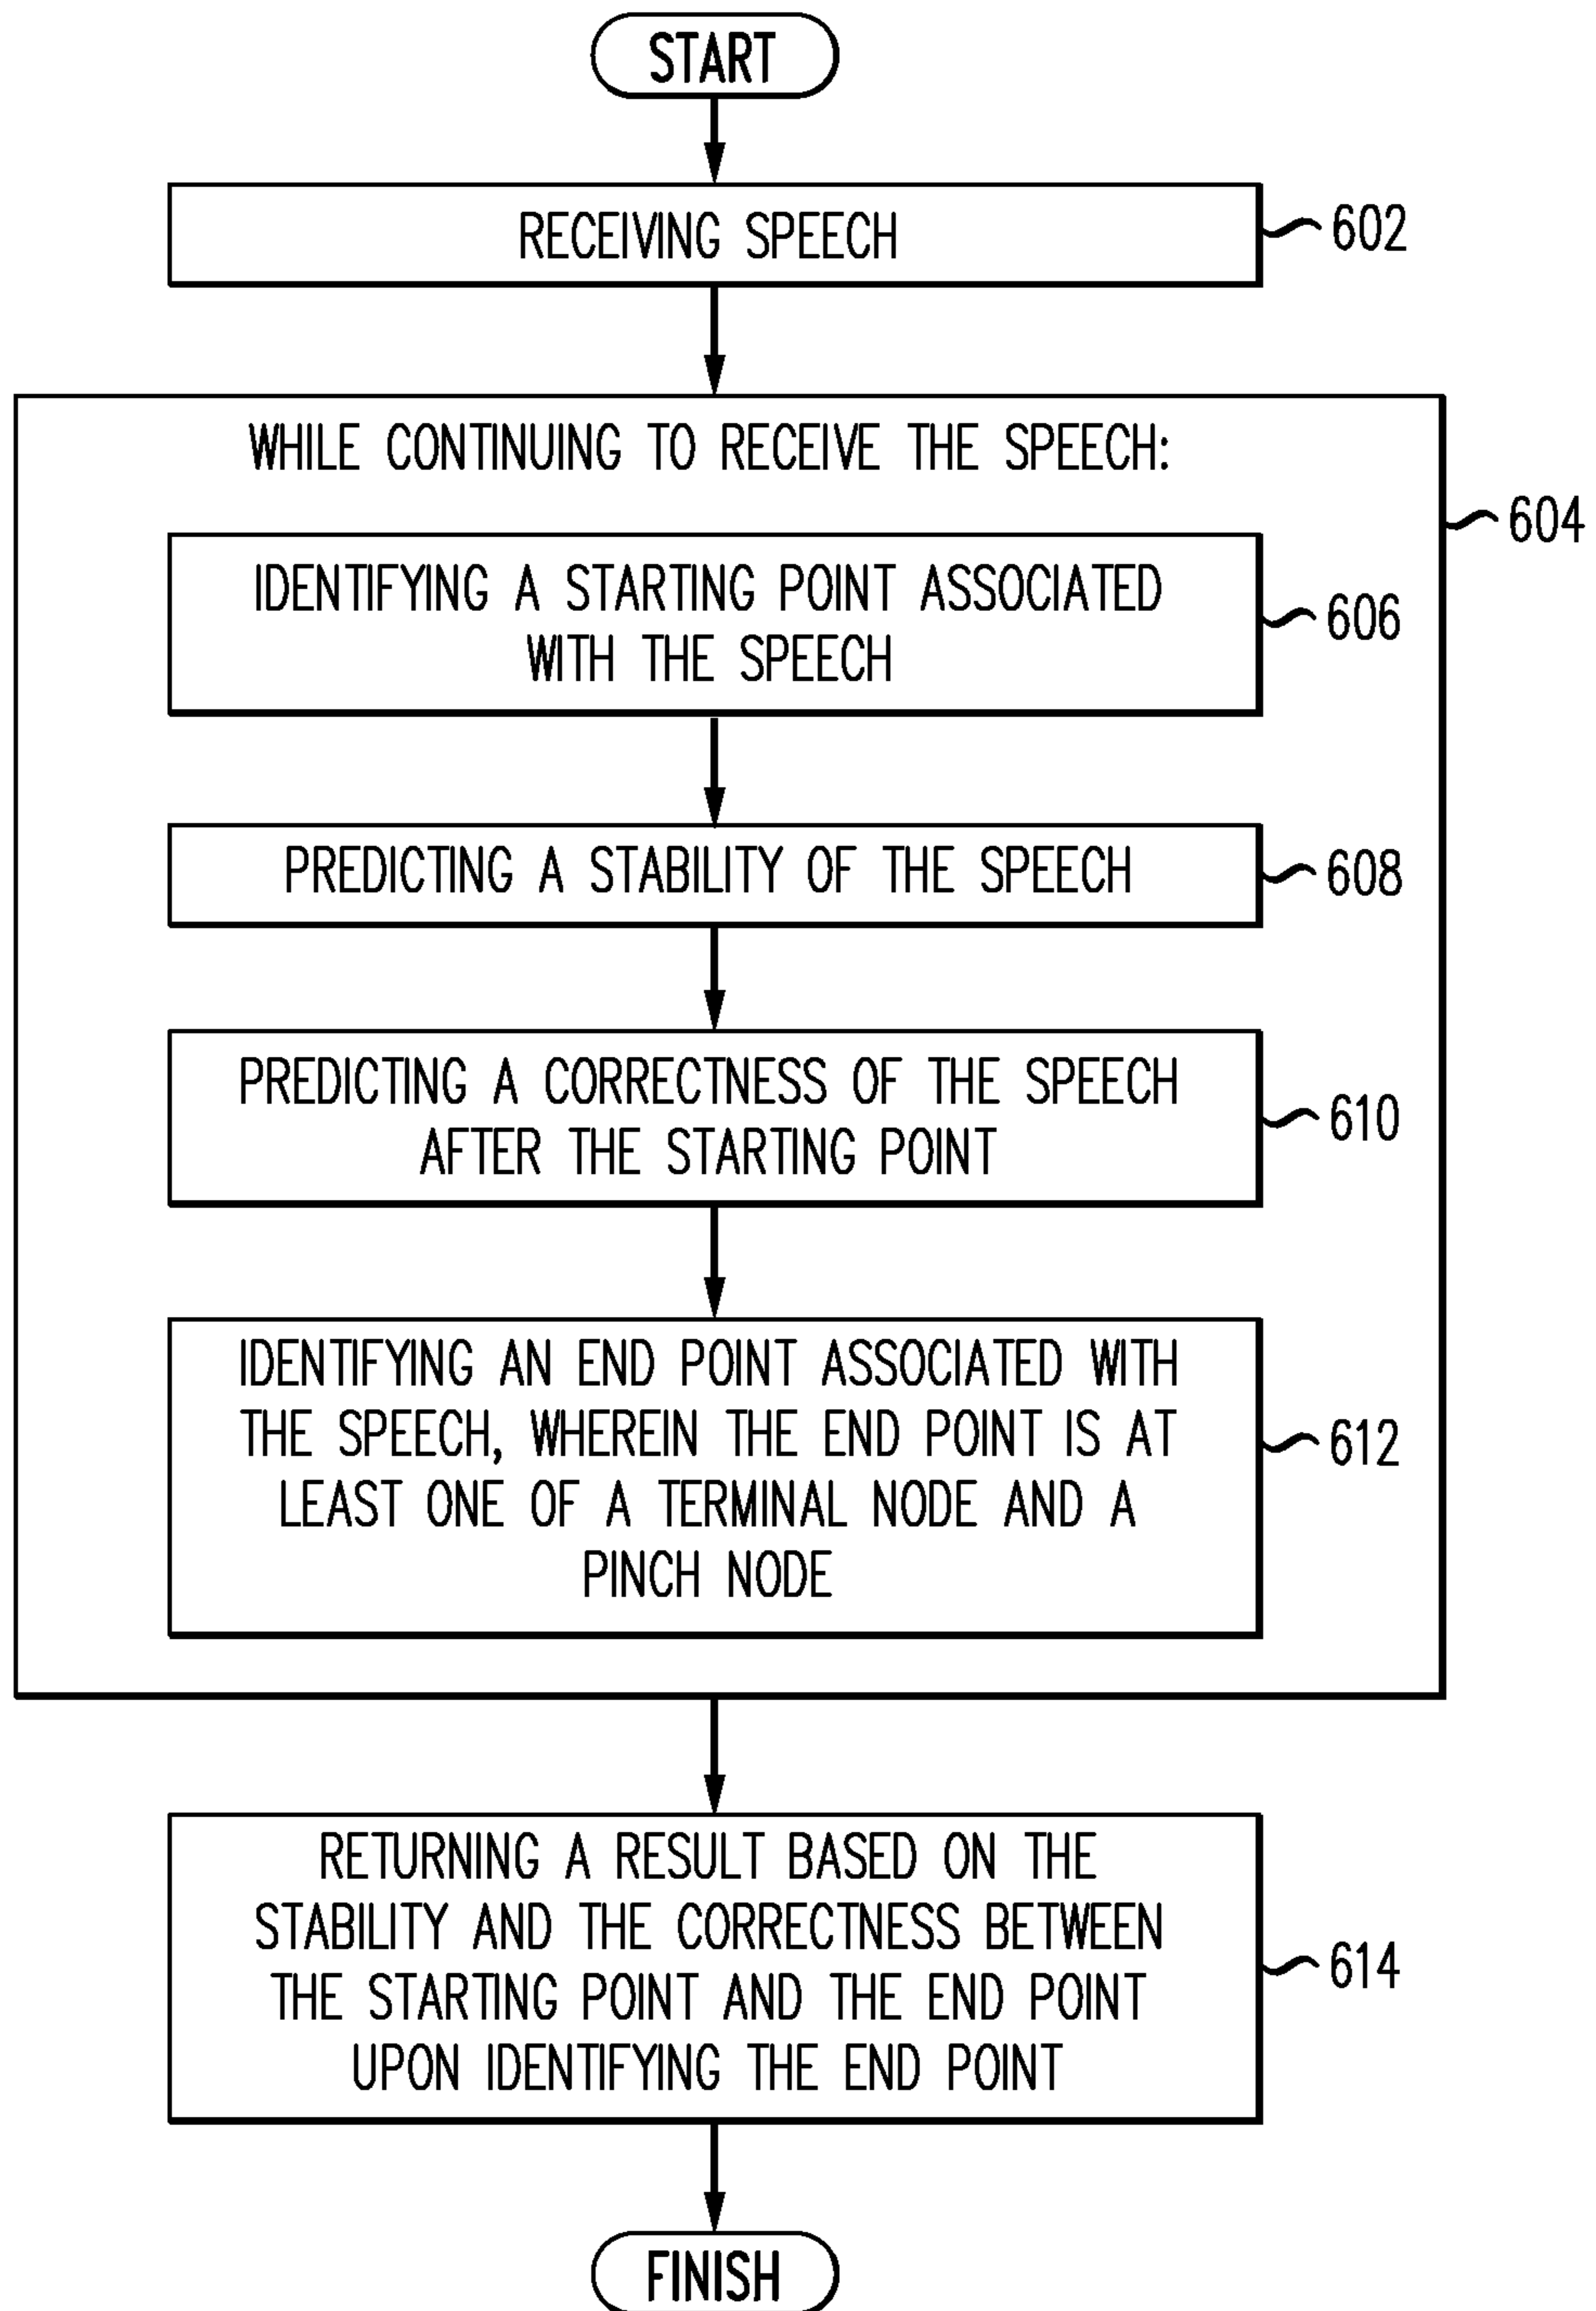 START
RECEIVING SPEECH
602
WHILE CONTINUING TO RECEIVE THE SPEECH:
604
IDENTIFYING A STARTING POINT ASSOCIATED
WITH THE SPEECH
606
PREDICTING A STABILITY OF THE SPEECH
608
PREDICTING A CORRECTNESS OF THE SPEECH
AFTER THE STARTING POINT
610
IDENTIFYING AN END POINT ASSOCIATED WITH
THE SPEECH, WHEREIN THE END POINT IS AT
LEAST ONE OF A TERMINAL NODE AND A
PINCH NODE
612
RETURNING A RESULT BASED ON THE
STABILITY AND THE CORRECTNESS BETWEEN
THE STARTING POINT AND THE END POINT
UPON IDENTIFYING THE END POINT
614
FINISH